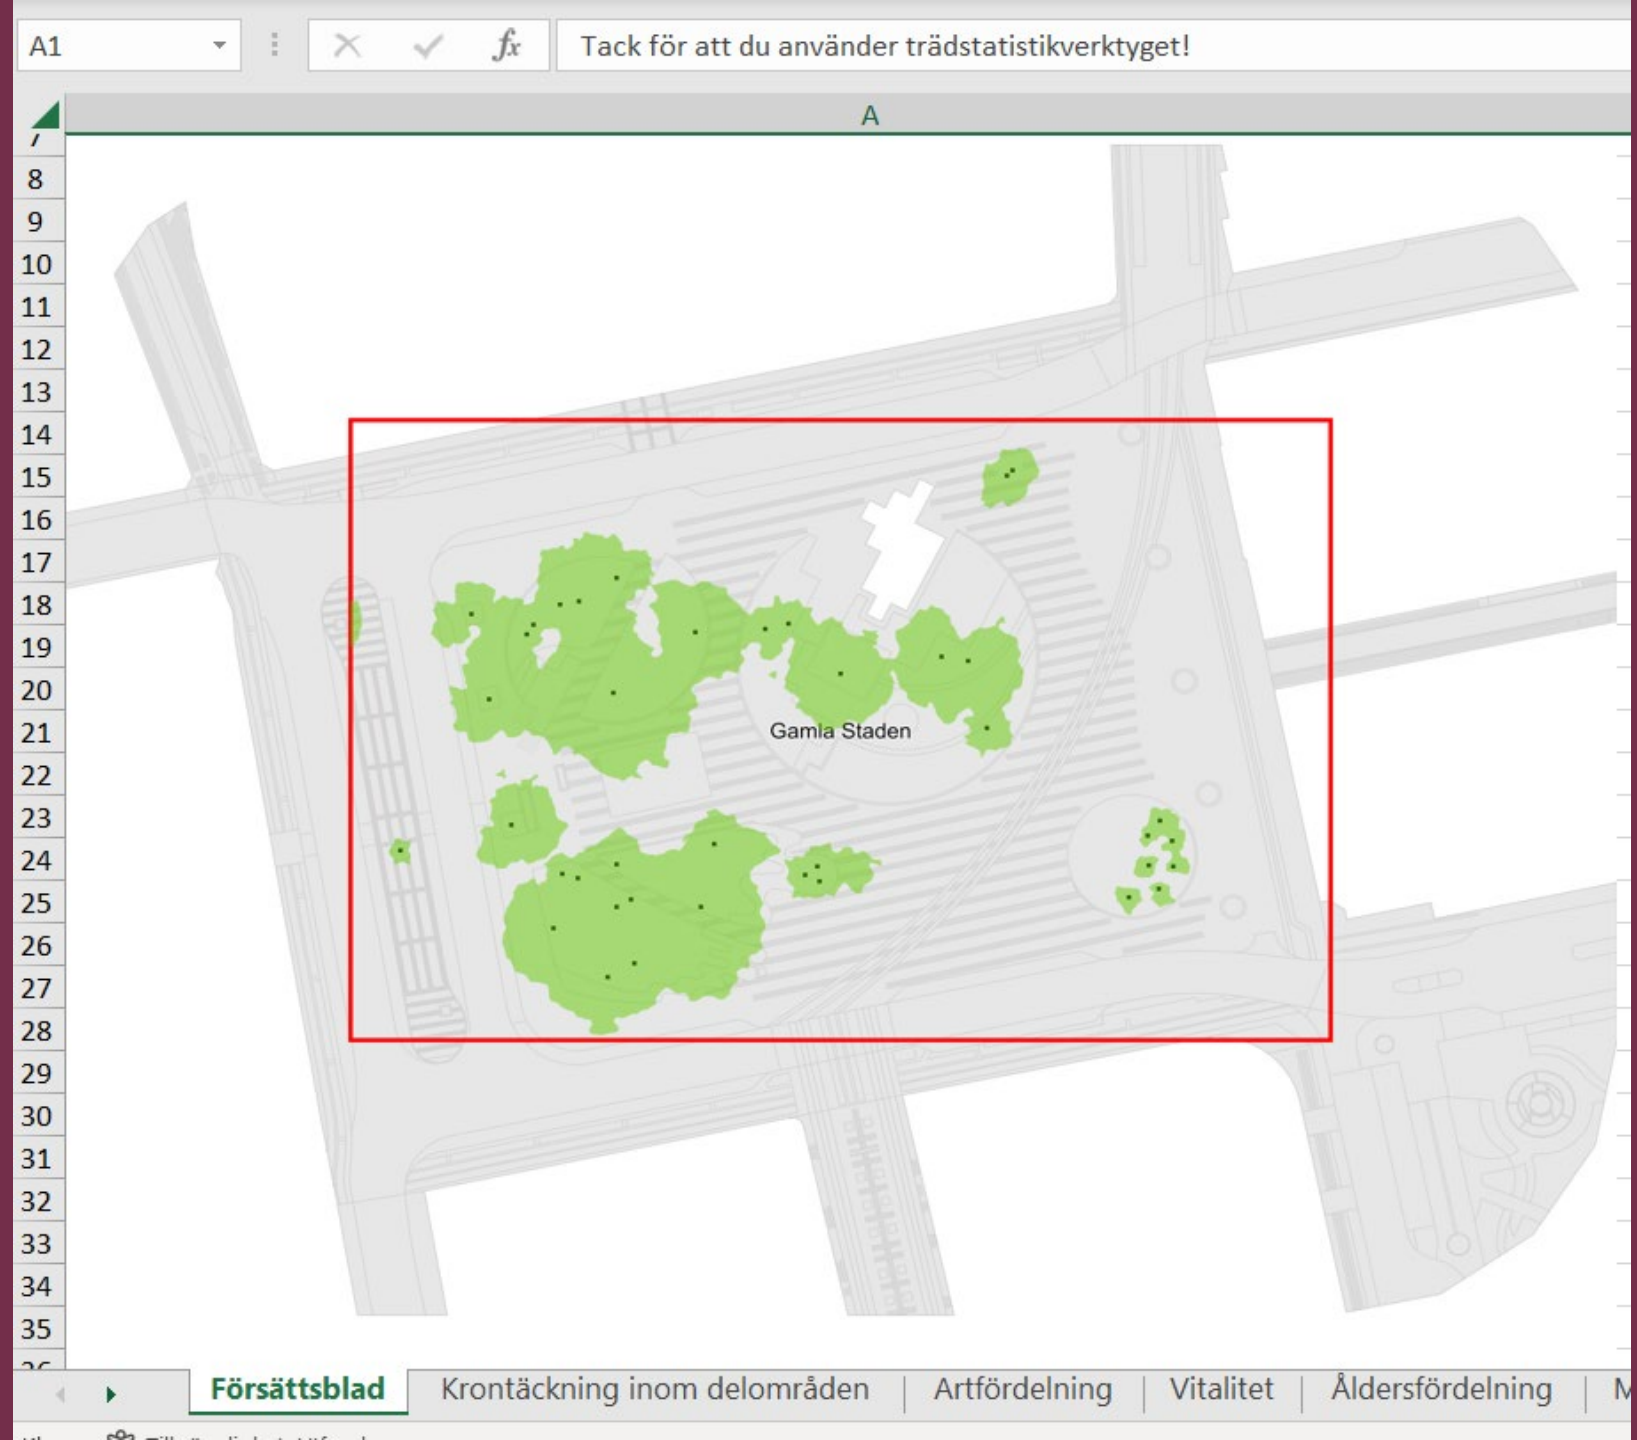 A1
fx
Tack för att du använder trädstatistikverktyget!
A
7
8
9
10
11
12
13
14
15
16
17
18
19
20
21
22
23
24
25
26
27
28
29
30
31
32
33
34
35
Gamla Staden
Försättsblad
Krontäckning inom delområden
Artfördelning
Vitalitet
Åldersfördelning
M